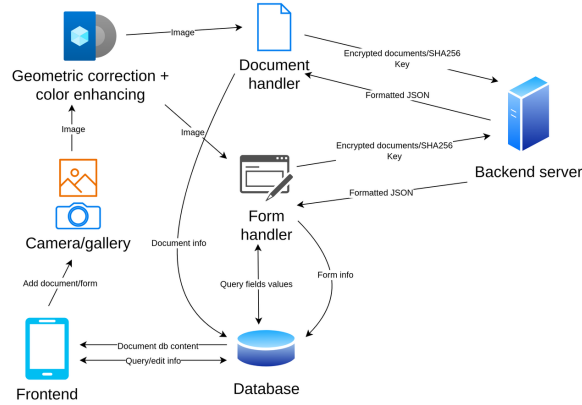 Image
Encrypted documents/SHA256
Key
Document
handler
Geometric correction +
color enhancing
Formatted JSON
Image
Image
Encrypted documents/SHA256
Key
Backend server
Formatted JSON
Form
handler
Camera/gallery
Document info
Form info
Add document/form
Query fields values
Document db content
Query/edit info
Database
Frontend